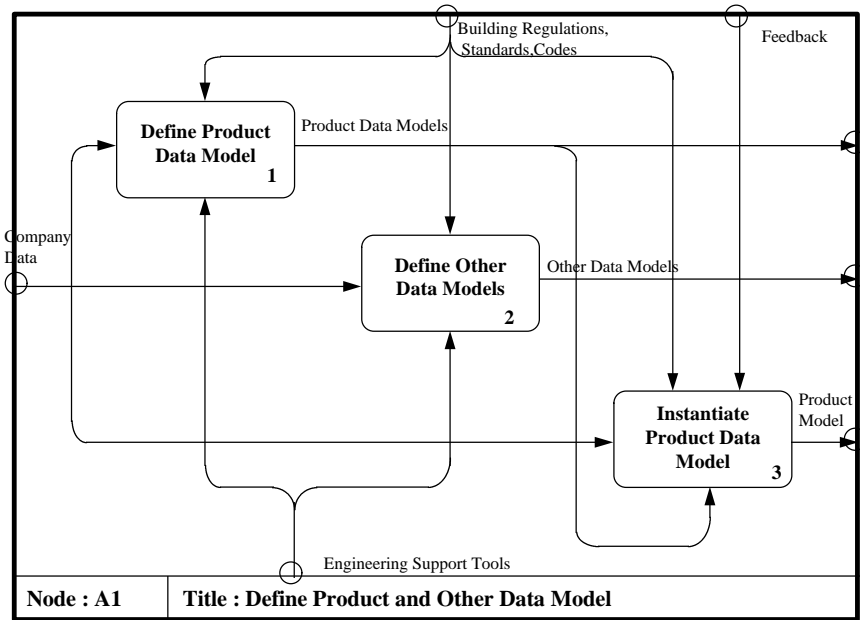 Building Regulations,
Standards,Codes
Feedback
Define Product
Data Model
1
Product Data Models
Company
Data
Define Other
Data Models
2
Other Data Models
Instantiate
Product Data
Model
3
Product
Model
Engineering Support Tools
Node : A1
Title : Define Product and Other Data Model